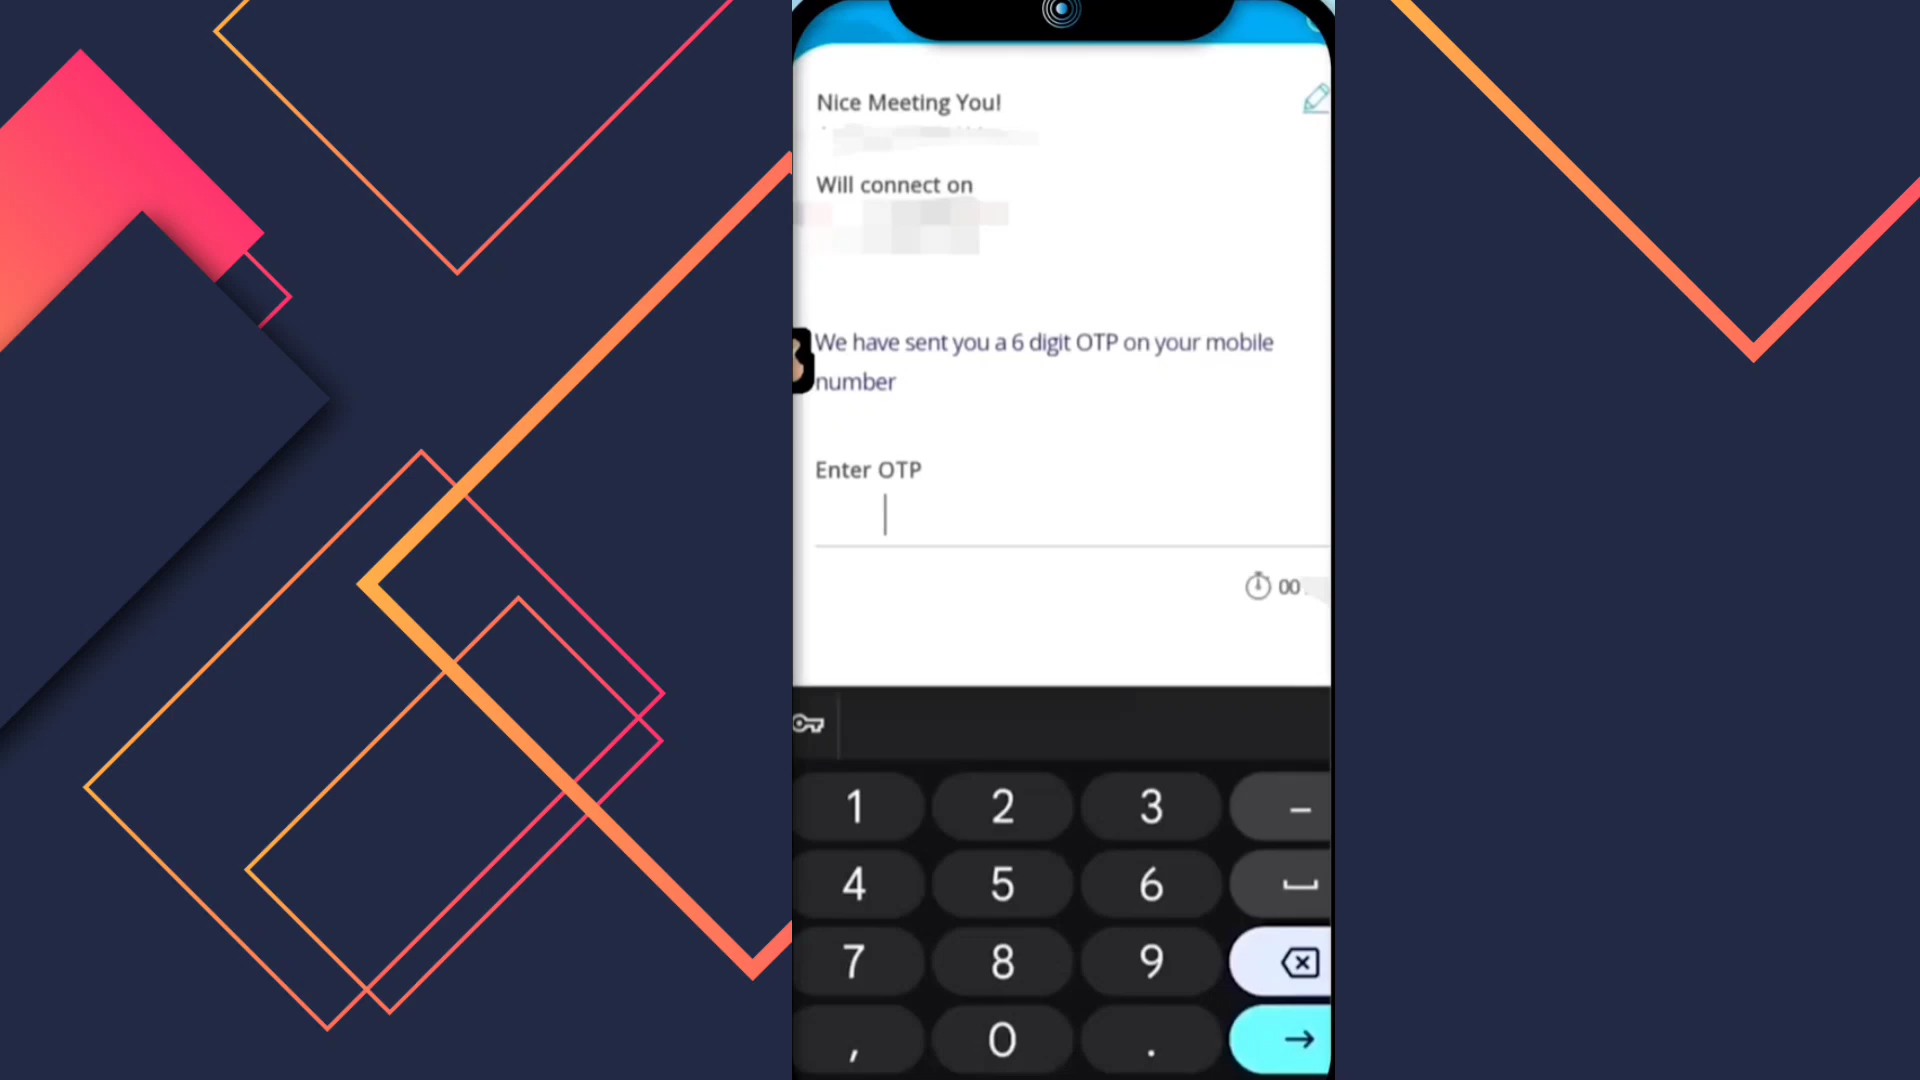 Nice Meeting You!
Will connect on
We have sent you a 6 digit OTP on your mobile
number
Enter OTP
00
1 2 3 –
4 5 6
7 8 9
, 0 .